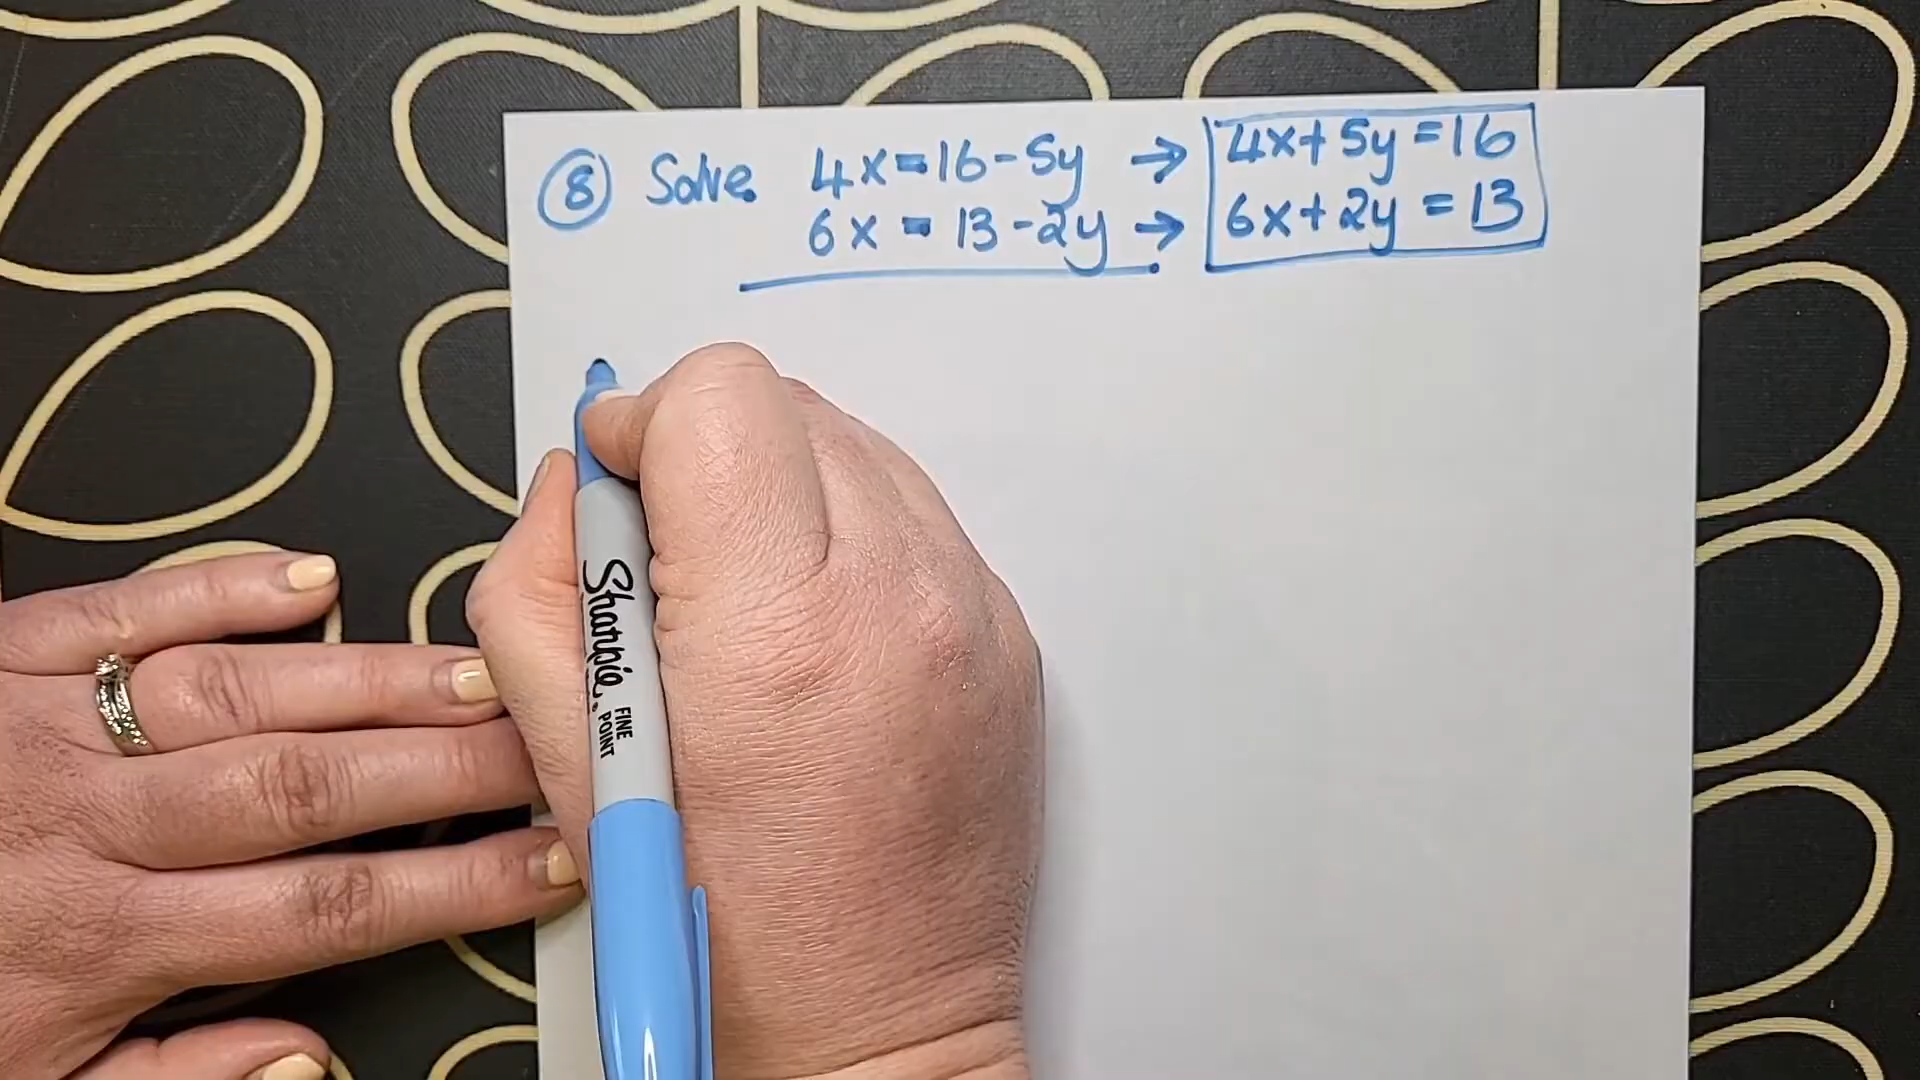 8 Solve 4x = 16 - 5y → 4x + 5y = 16
6x = 13 - 2y → 6x + 2y = 13
Sharpie.
FINE
POINT